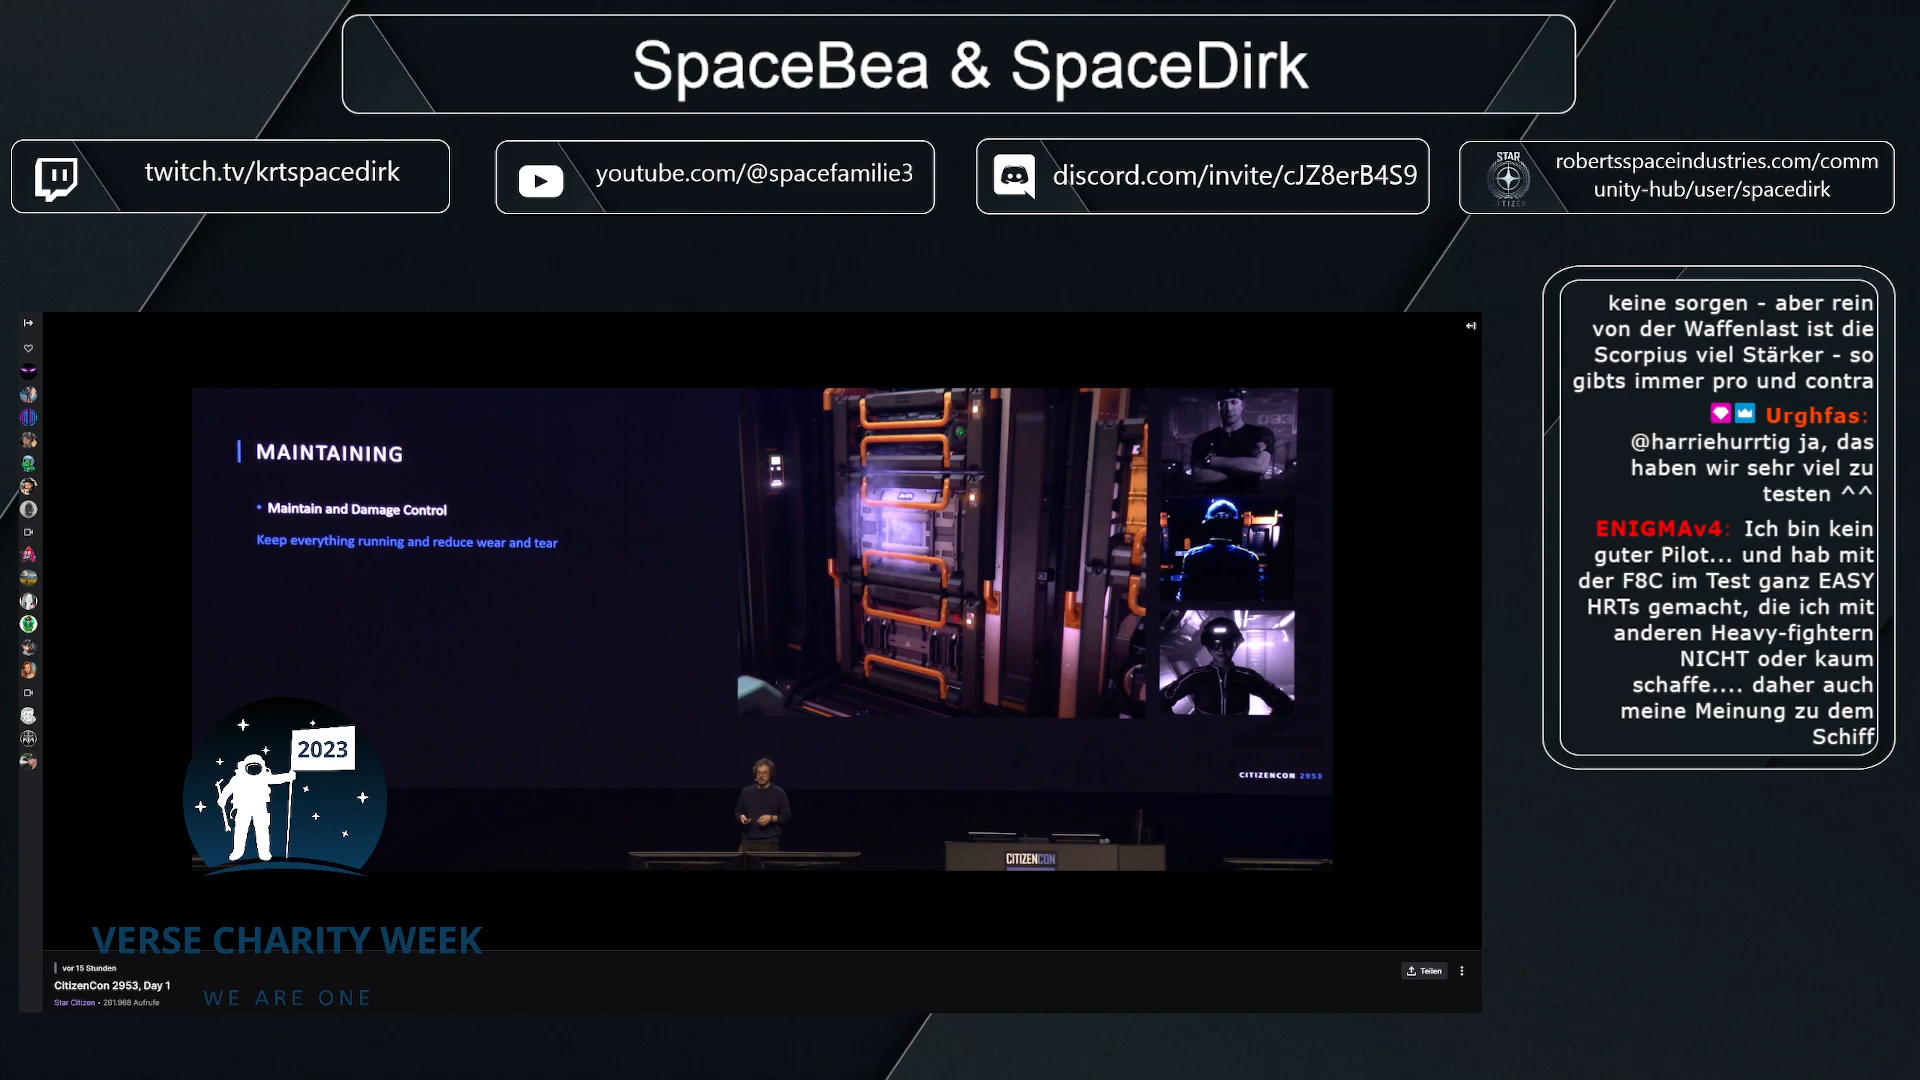 SpaceBea & SpaceDirk
twitch.tv/krtspacedirk
youtube.com/@spacefamilie3
discord.com/invite/cJZ8erB4S9
STAR
CITIZEN
robertsspaceindustries.com/comm
unity-hub/user/spacedirk
keine sorgen - aber rein
von der Waffenlast ist die
Scorpius viel Stärker - so
gibts immer pro und contra
Urghfas:
@harriehurrtig ja, das
haben wir sehr viel zu
testen ^^
ENIGMAv4: Ich bin kein
guter Pilot... und hab mit
der F8C im Test ganz EASY
HRTs gemacht, die ich mit
anderen Heavy-fightern
NICHT oder kaum
schaffe.... daher auch
meine Meinung zu dem
Schiff
MAINTAINING
• Maintain and Damage Control
Keep everything running and reduce wear and tear
CITIZENCON 2953
CITIZENCON
2023
VERSE CHARITY WEEK
WE ARE ONE
vor 15 Stunden
CitizenCon 2953, Day 1
Star Citizen • 261.968 Aufrufe
Teilen